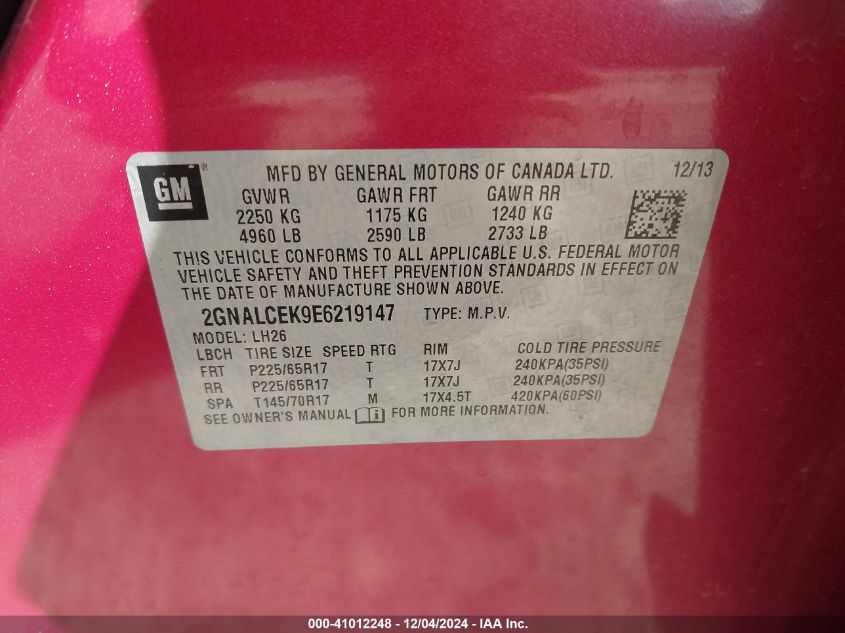 GM
MFD BY GENERAL MOTORS OF CANADA LTD. 12/13
GVWR GAWR FRT GAWR RR
2250 KG 1175 KG 1240 KG
4960 LB 2590 LB 2733 LB
THIS VEHICLE CONFORMS TO ALL APPLICABLE U.S. FEDERAL MOTOR
VEHICLE SAFETY AND THEFT PREVENTION STANDARDS IN EFFECT ON
THE DATE OF MANUFACTURE SHOWN ABOVE.
2GNALCEK9E6219147 TYPE: M.P.V.
MODEL: LH26
LBCH TIRE SIZE SPEED RTG RIM COLD TIRE PRESSURE
FRT P225/65R17 T 17X7J 240KPA(35PSI)
RR P225/65R17 T 17X7J 240KPA(35PSI)
SPA T145/70R17 M 17X4.5T 420KPA(60PSI)
SEE OWNER'S MANUAL i FOR MORE INFORMATION.
000-41012248 - 12/04/2024 - IAA Inc.